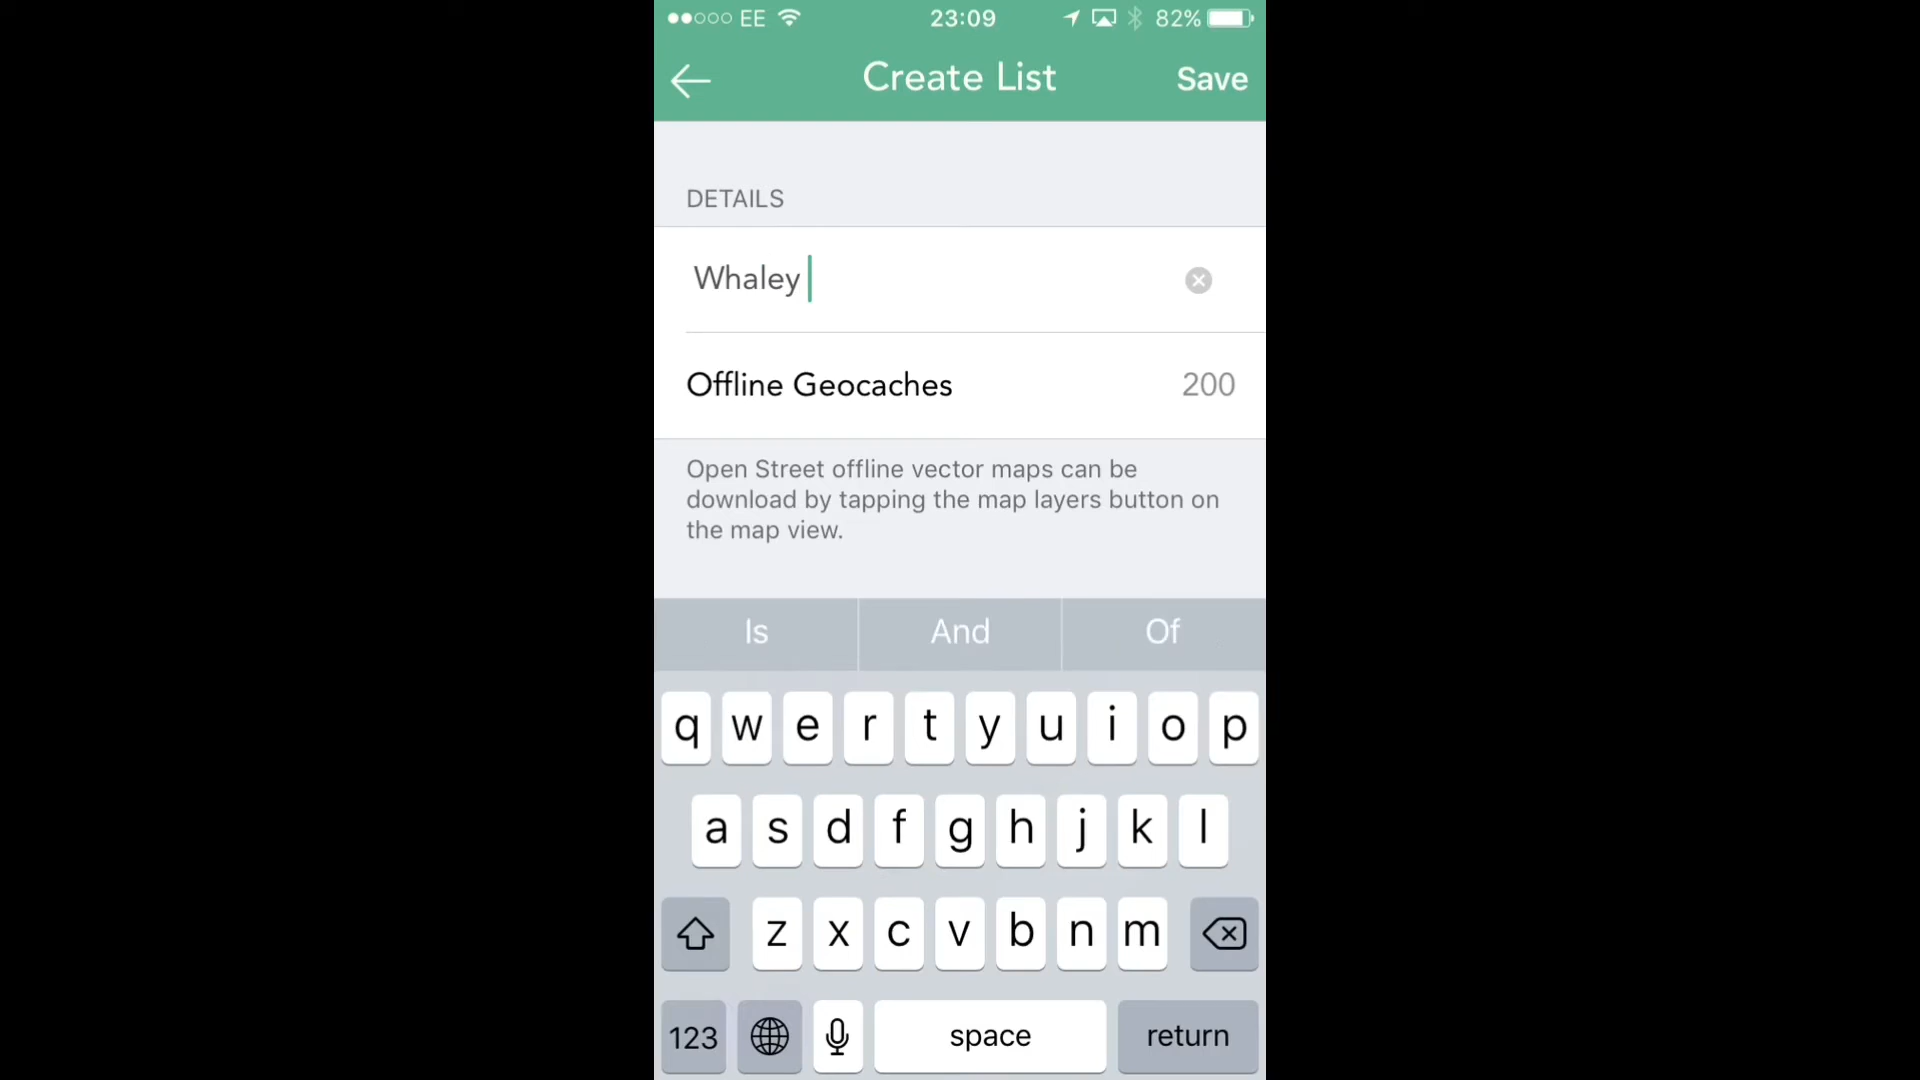 EE 23:09 82%
Create List Save
DETAILS
Whaley
Offline Geocaches 200
Open Street offline vector maps can be
download by tapping the map layers button on
the map view.
Is And Of
q w e r t y u i o p
a s d f g h j k l
z x c v b n m
123 space return